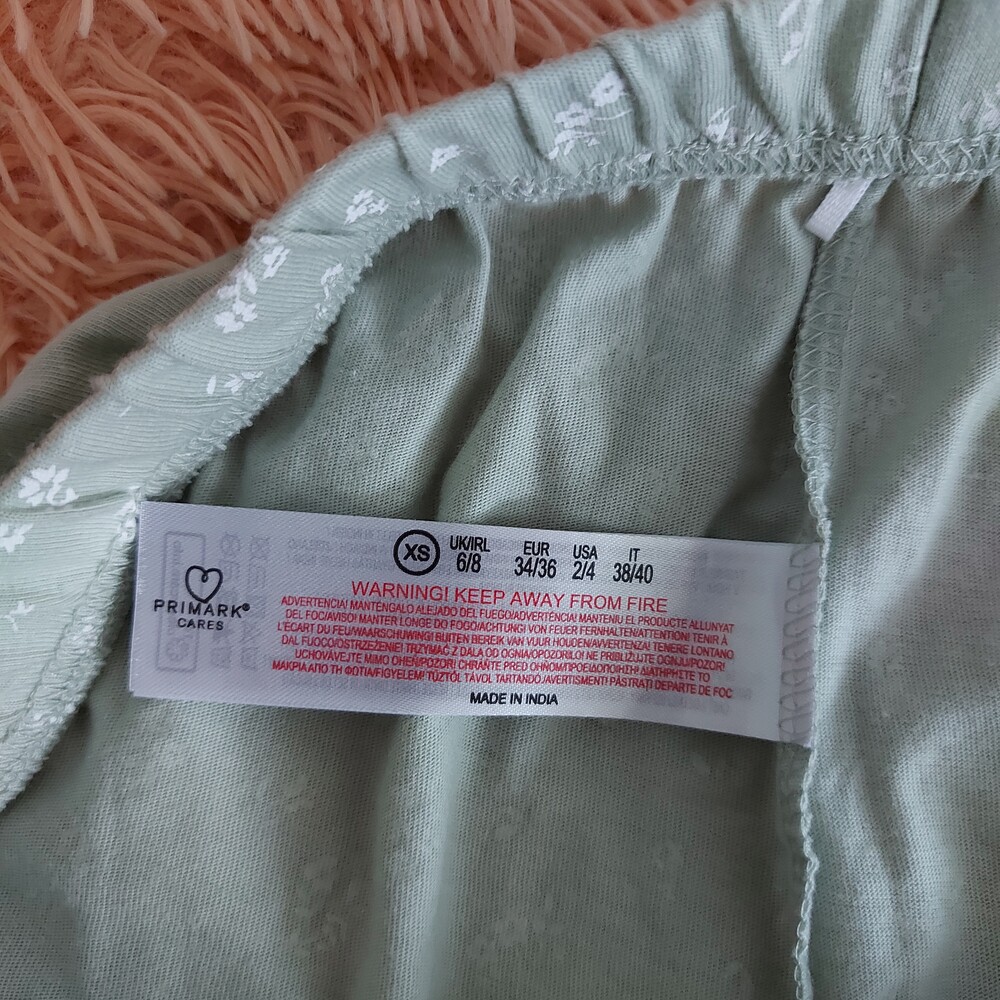 PRIMARK®
CARES
XS UK/IRL 6/8 EUR 34/36 USA 2/4 IT 38/40
WARNING! KEEP AWAY FROM FIRE
ADVERTENCIA! MANTÉNGALO ALEJADO DEL FUEGO/ADVERTÈNCIA! MANTENIU EL PRODUCTE ALLUNYAT
DEL FOC/AVISO! MANTER LONGE DO FOGO/ACHTUNG! VON FEUER FERNHALTEN/ATTENTION! TENIR À
L'ÉCART DU FEU/WAARSCHUWING! BUITEN BEREIK VAN VUUR HOUDEN/AVVERTENZA! TENERE LONTANO
DAL FUOCO/OSTRZEŻENIE! TRZYMAĆ Z DALA OD OGNIA/OPOZORILO! NE PRIBLIŽUJTE OGNJU/POZOR!
UCHOVÁVEJTE MIMO OHEŇ/POZOR! CHRÁŇTE PRED OHŇOM/ΠΡΟΕΙΔΟΠΟΙΗΣΗ! ΔΙΑΤΗΡΗΣΤΕ ΤΟ
ΜΑΚΡΙΑ ΑΠΟ ΤΗ ΦΩΤΙΑ/FIGYELEM! TŰZTŐL TÁVOL TARTANDÓ./AVERTISMENT! PĂSTRAȚI DEPARTE DE FOC
MADE IN INDIA